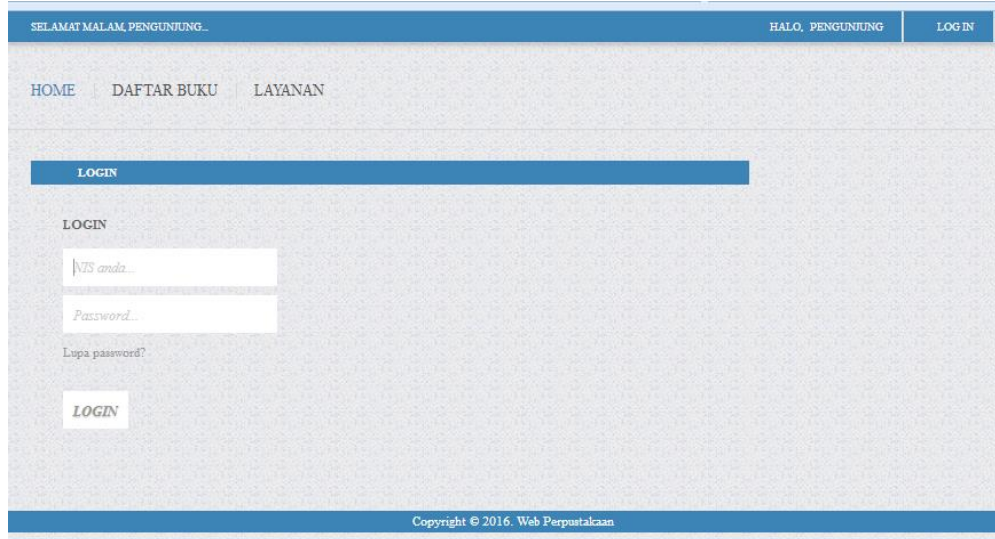 SELAMAT MALAM, PENGUNJUNG... HALO, PENGUNJUNG LOG IN
HOME DAFTAR BUKU LAYANAN
LOGIN
LOGIN
NIS anda...
Password...
Lupa password?
LOGIN
Copyright © 2016. Web Perpustakaan